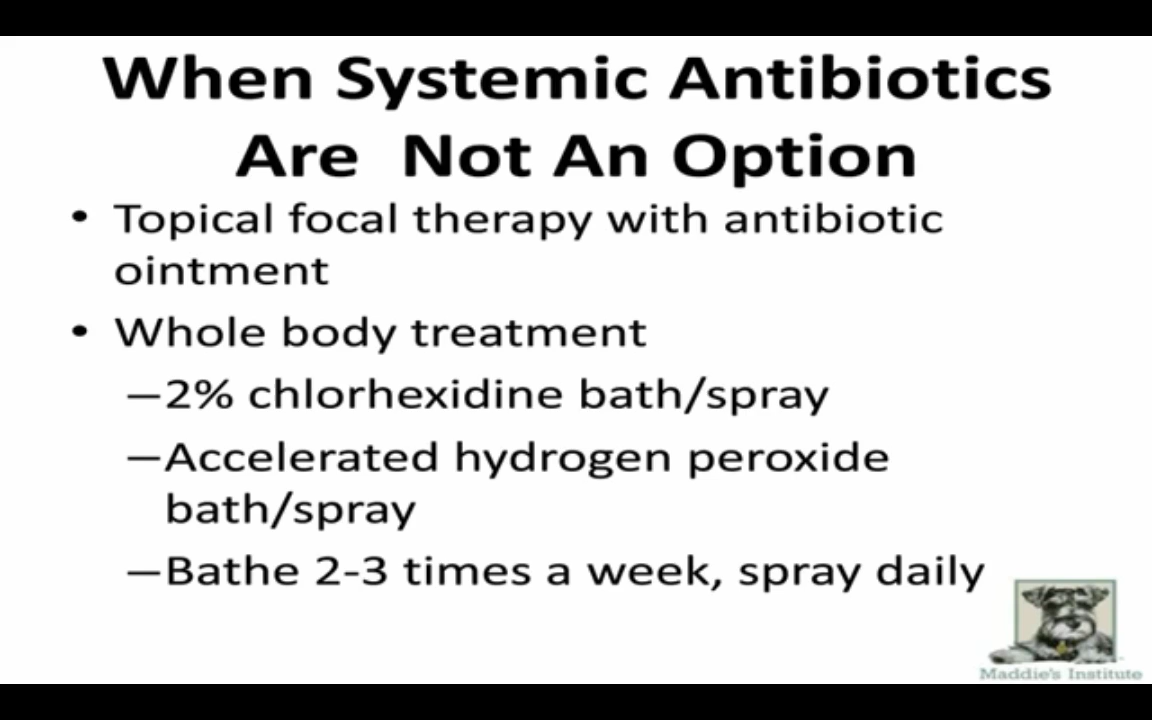 When Systemic Antibiotics
Are Not An Option
• Topical focal therapy with antibiotic
ointment
• Whole body treatment
–2% chlorhexidine bath/spray
–Accelerated hydrogen peroxide
bath/spray
–Bathe 2-3 times a week, spray daily
Maddie's Institute